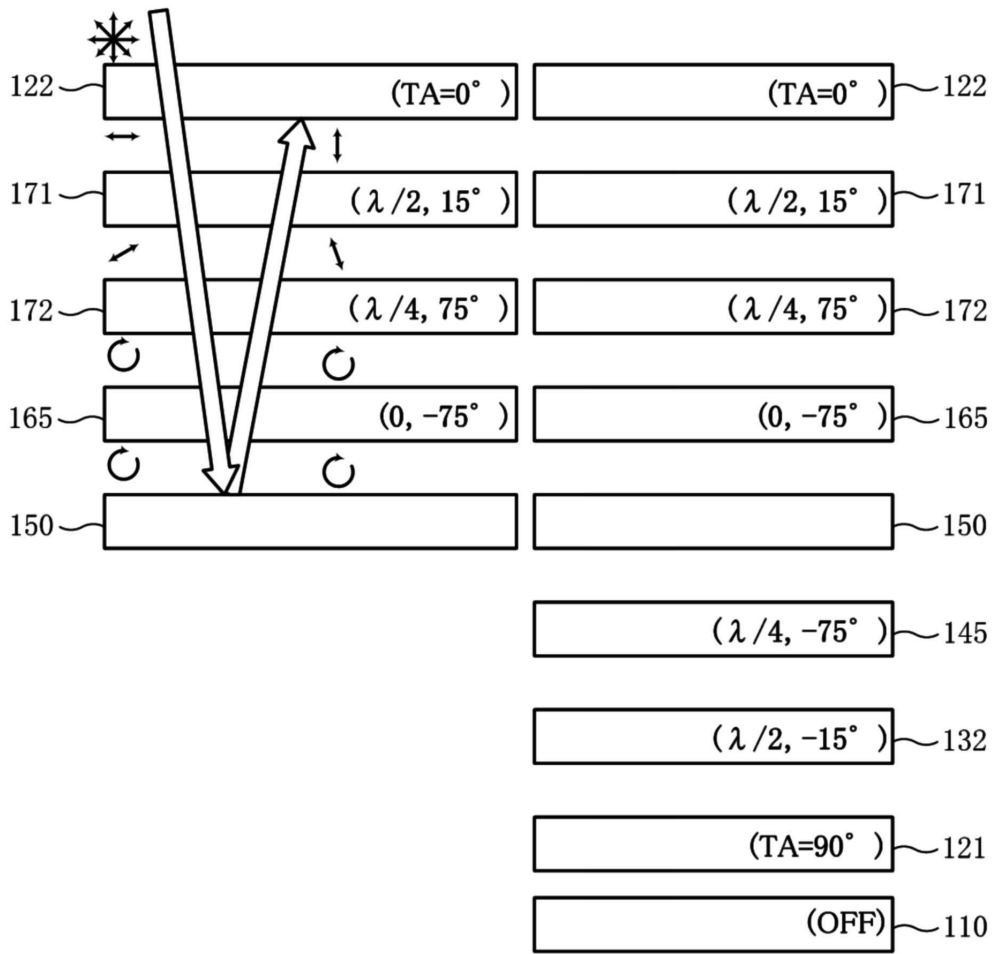 122 (TA=0° ) (TA=0° ) 122
171 (λ/2, 15° ) (λ/2, 15° ) 171
172 (λ/4, 75° ) (λ/4, 75° ) 172
165 (0, -75° ) (0, -75° ) 165
150 150
(λ/4, -75° ) 145
(λ/2, -15° ) 132
(TA=90° ) 121
(OFF) 110